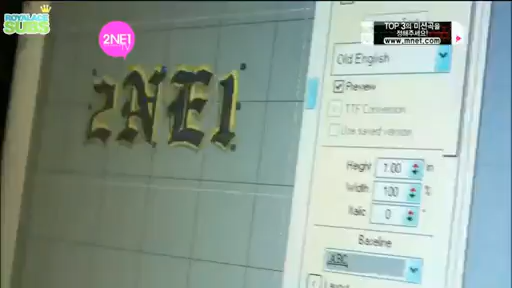 ROYALAGE
SUBS
2NE1
TOP 3의 미션곡을
정해주세요!
www.mnet.com
2NE1
Old English
Preview
TTF Conversion
Use saved version
Height 1.00 in
Width 100 %
Italic 0 °
Baseline
ABC